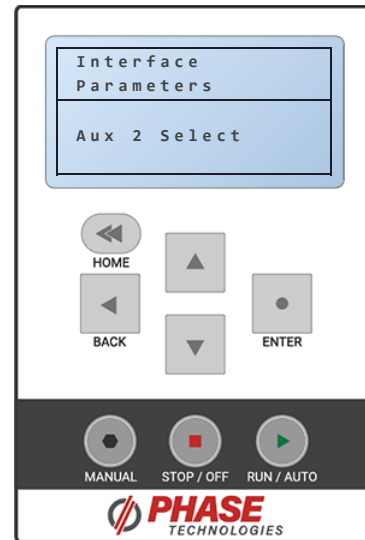 Interface
Parameters
Aux 2 Select
HOME
BACK
ENTER
MANUAL
STOP / OFF
RUN / AUTO
PHASE
TECHNOLOGIES